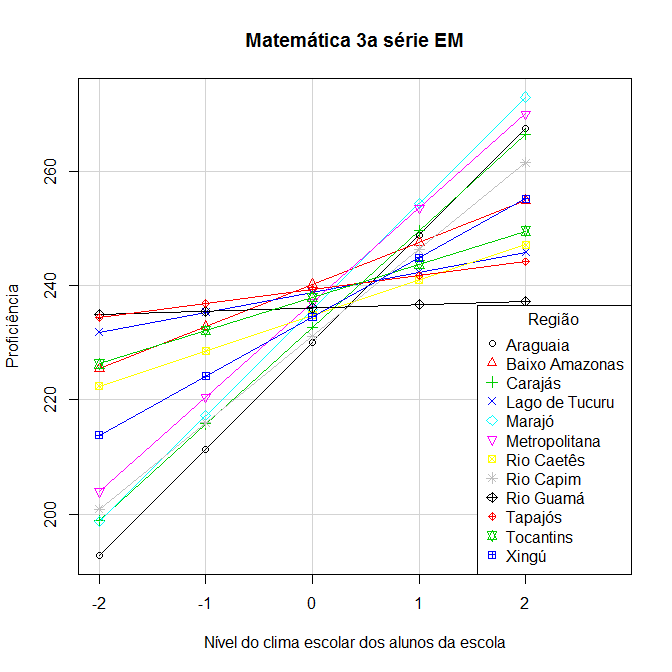 Matemática 3a série EM
Proficiência
260
240
220
200
-2 -1 0 1 2
Nível do clima escolar dos alunos da escola
Região
Araguaia
Baixo Amazonas
Carajás
Lago de Tucuru
Marajó
Metropolitana
Rio Caetês
Rio Capim
Rio Guamá
Tapajós
Tocantins
Xingú